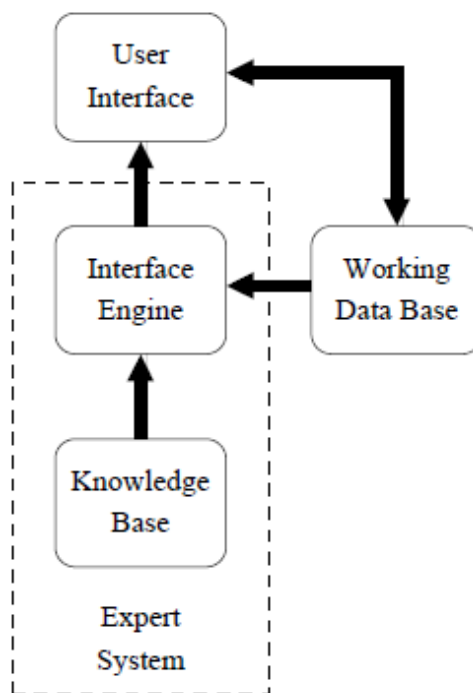 User
Interface
Interface
Engine
Working
Data Base
Knowledge
Base
Expert
System